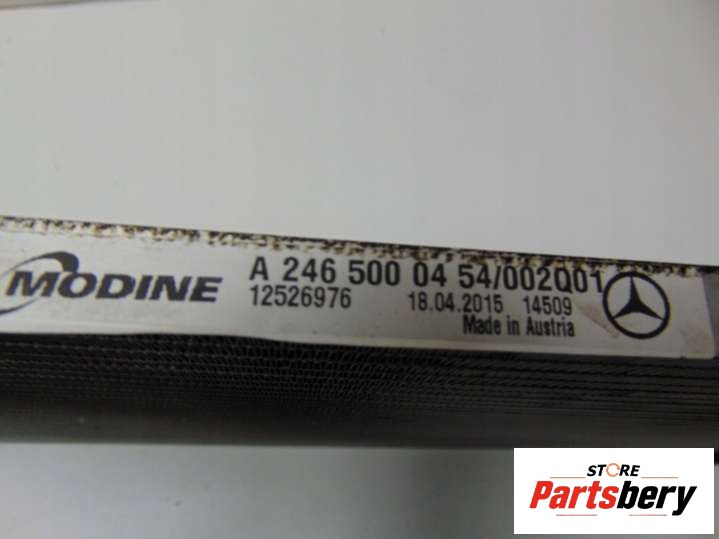 MODINE
A 246 500 04 54/002Q01
12526976 18.04.2015 14509
Made in Austria
STORE
Partsbery